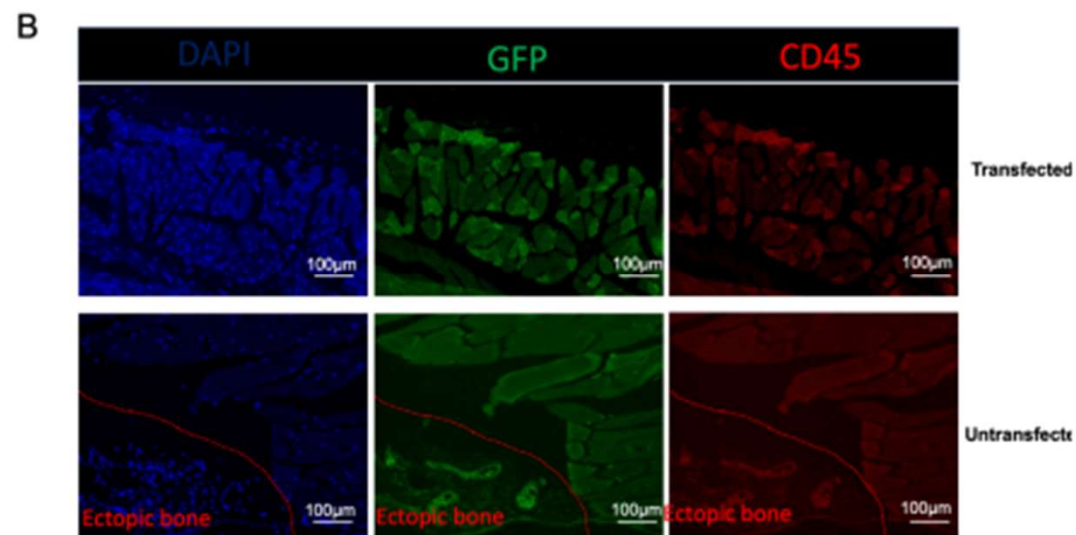 B
DAPI GFP CD45
100µm 100µm 100µm Transfected
Untransfecte
Ectopic bone 100µm Ectopic bone 100µm Ectopic bone 100µm